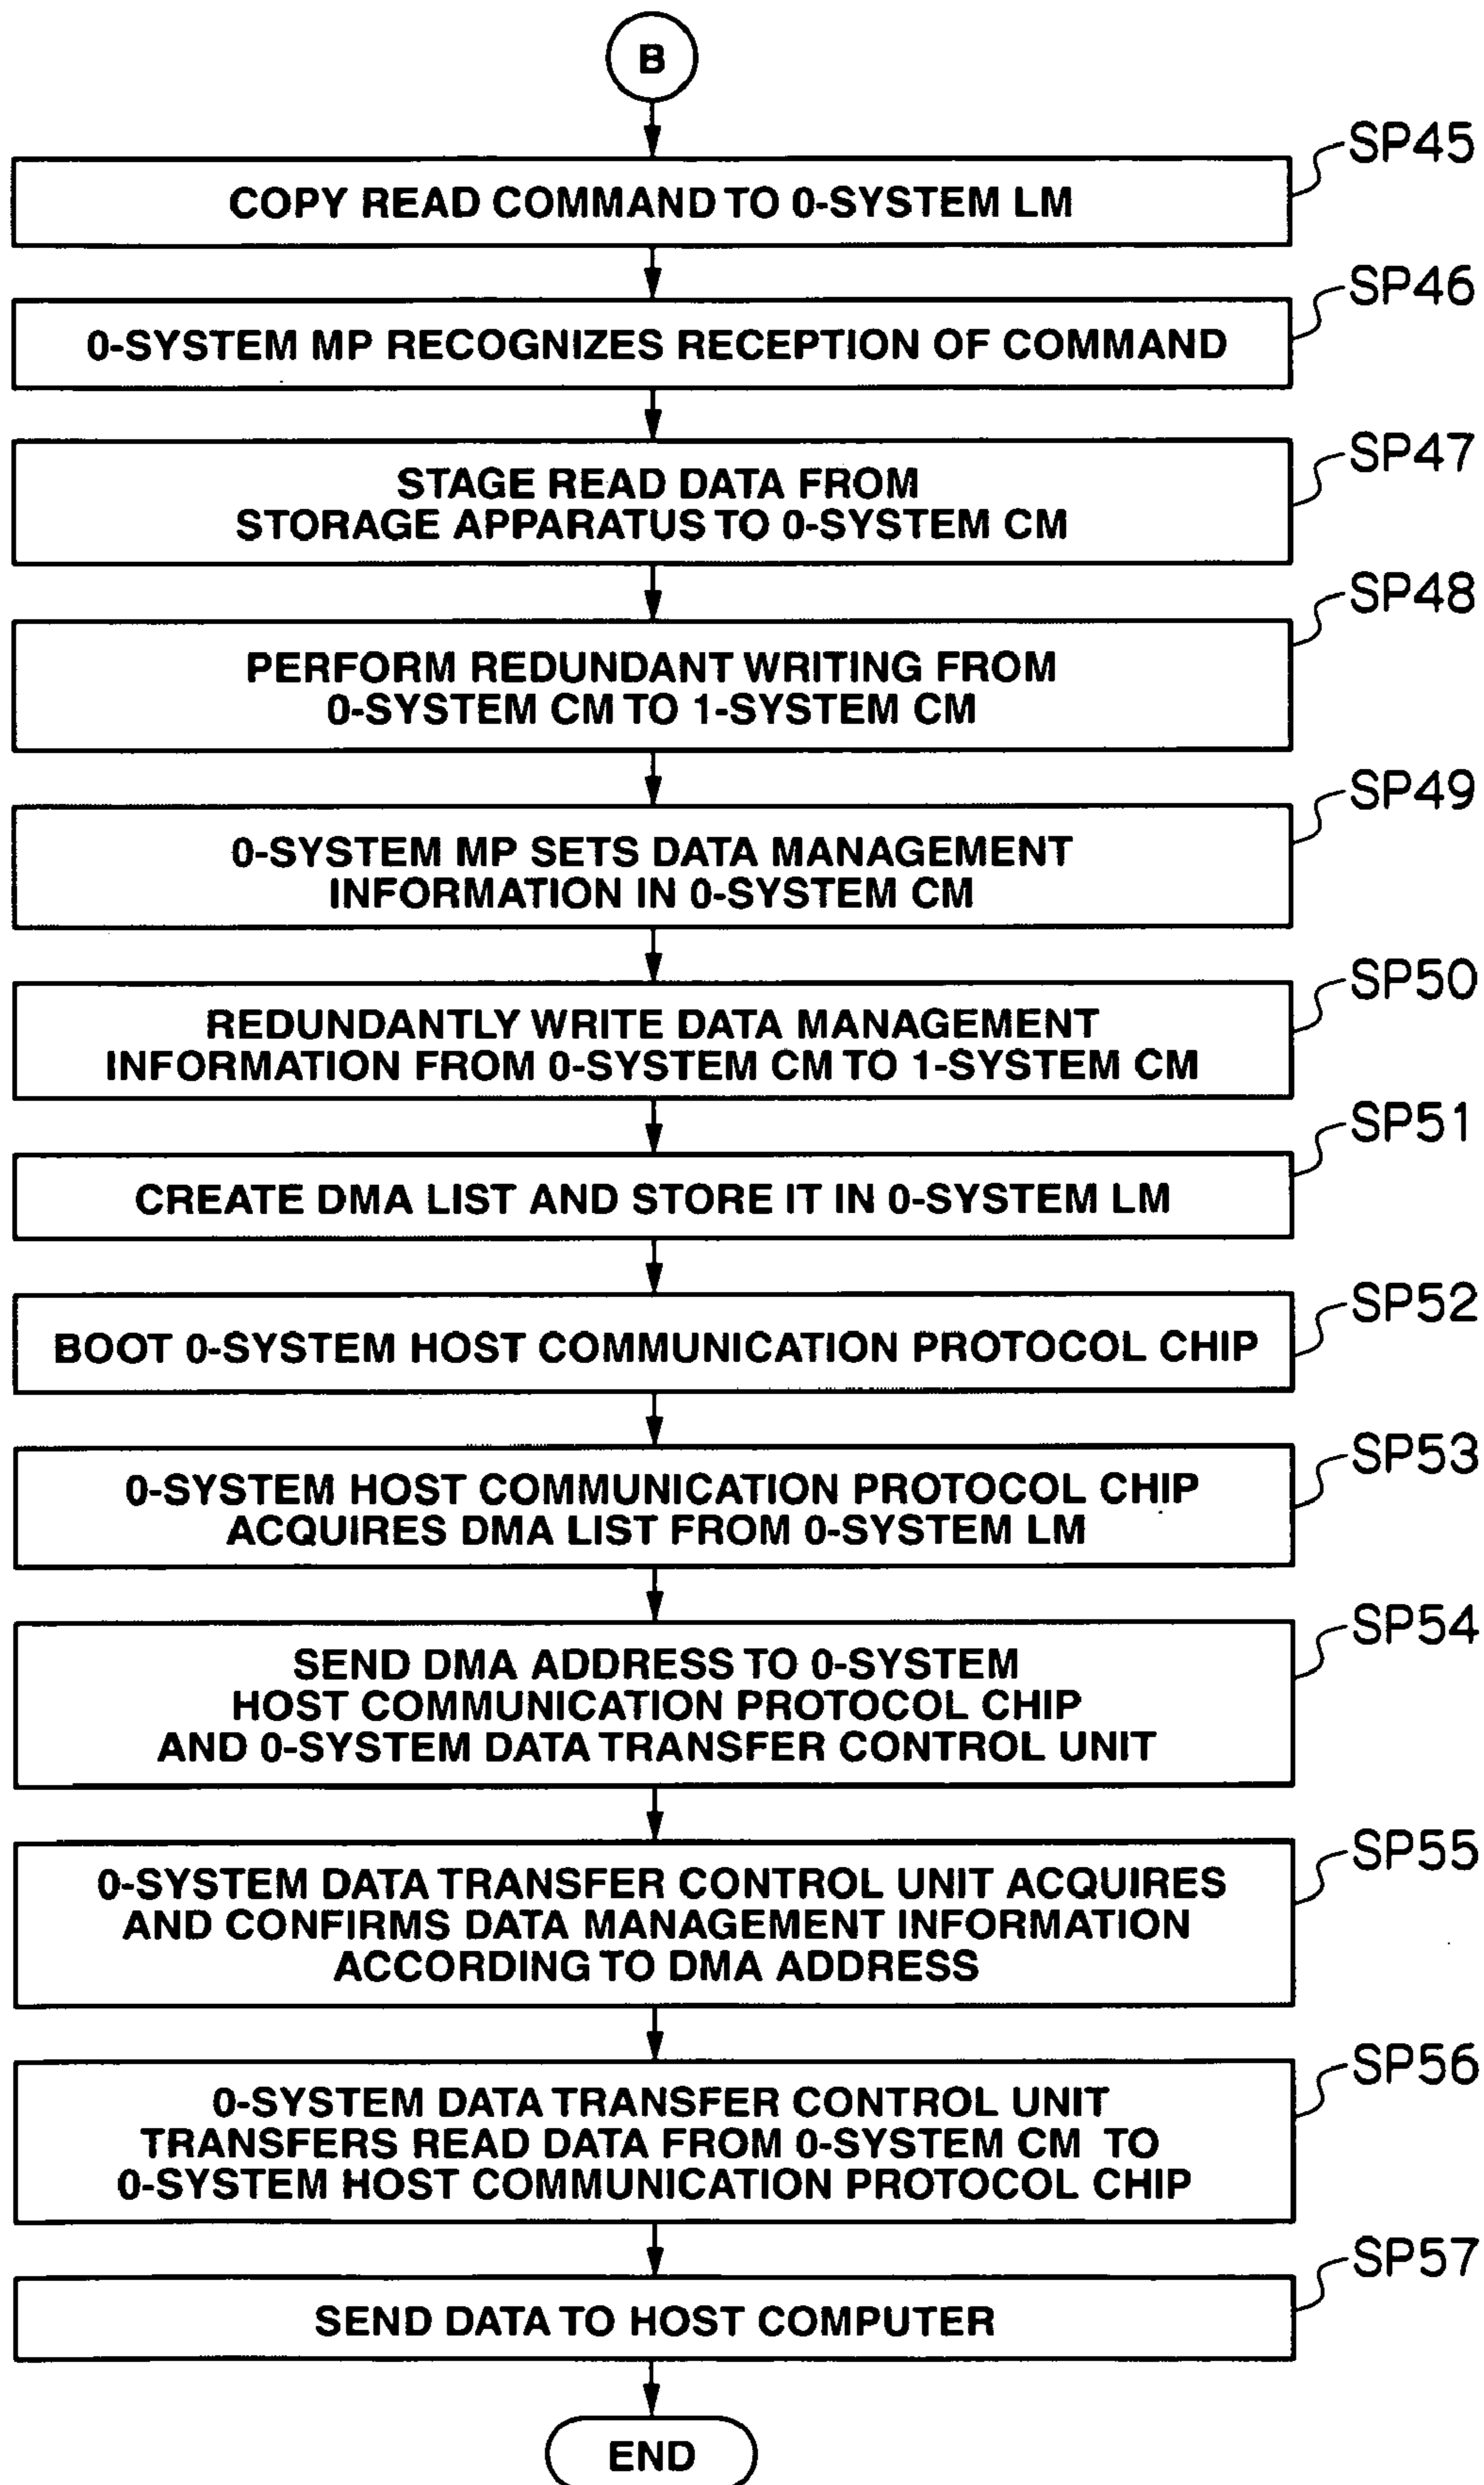 B
SP45
COPY READ COMMAND TO 0-SYSTEM LM
SP46
0-SYSTEM MP RECOGNIZES RECEPTION OF COMMAND
SP47
STAGE READ DATA FROM
STORAGE APPARATUS TO 0-SYSTEM CM
SP48
PERFORM REDUNDANT WRITING FROM
0-SYSTEM CM TO 1-SYSTEM CM
SP49
0-SYSTEM MP SETS DATA MANAGEMENT
INFORMATION IN 0-SYSTEM CM
SP50
REDUNDANTLY WRITE DATA MANAGEMENT
INFORMATION FROM 0-SYSTEM CM TO 1-SYSTEM CM
SP51
CREATE DMA LIST AND STORE IT IN 0-SYSTEM LM
SP52
BOOT 0-SYSTEM HOST COMMUNICATION PROTOCOL CHIP
SP53
0-SYSTEM HOST COMMUNICATION PROTOCOL CHIP
ACQUIRES DMA LIST FROM 0-SYSTEM LM
SP54
SEND DMA ADDRESS TO 0-SYSTEM
HOST COMMUNICATION PROTOCOL CHIP
AND 0-SYSTEM DATA TRANSFER CONTROL UNIT
SP55
0-SYSTEM DATA TRANSFER CONTROL UNIT ACQUIRES
AND CONFIRMS DATA MANAGEMENT INFORMATION
ACCORDING TO DMA ADDRESS
SP56
0-SYSTEM DATA TRANSFER CONTROL UNIT
TRANSFERS READ DATA FROM 0-SYSTEM CM TO
0-SYSTEM HOST COMMUNICATION PROTOCOL CHIP
SP57
SEND DATA TO HOST COMPUTER
END